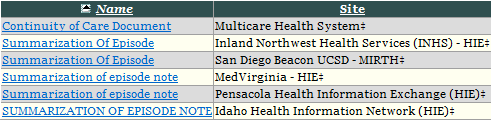 Name Site
Continuity of Care Document Multicare Health System‡
Summarization Of Episode Inland Northwest Health Services (INHS) - HIE‡
Summarization Of Episode San Diego Beacon UCSD - MIRTH‡
Summarization of episode note MedVirginia - HIE‡
Summarization of episode note Pensacola Health Information Exchange (HIE)‡
SUMMARIZATION OF EPISODE NOTE Idaho Health Information Network (HIE)‡